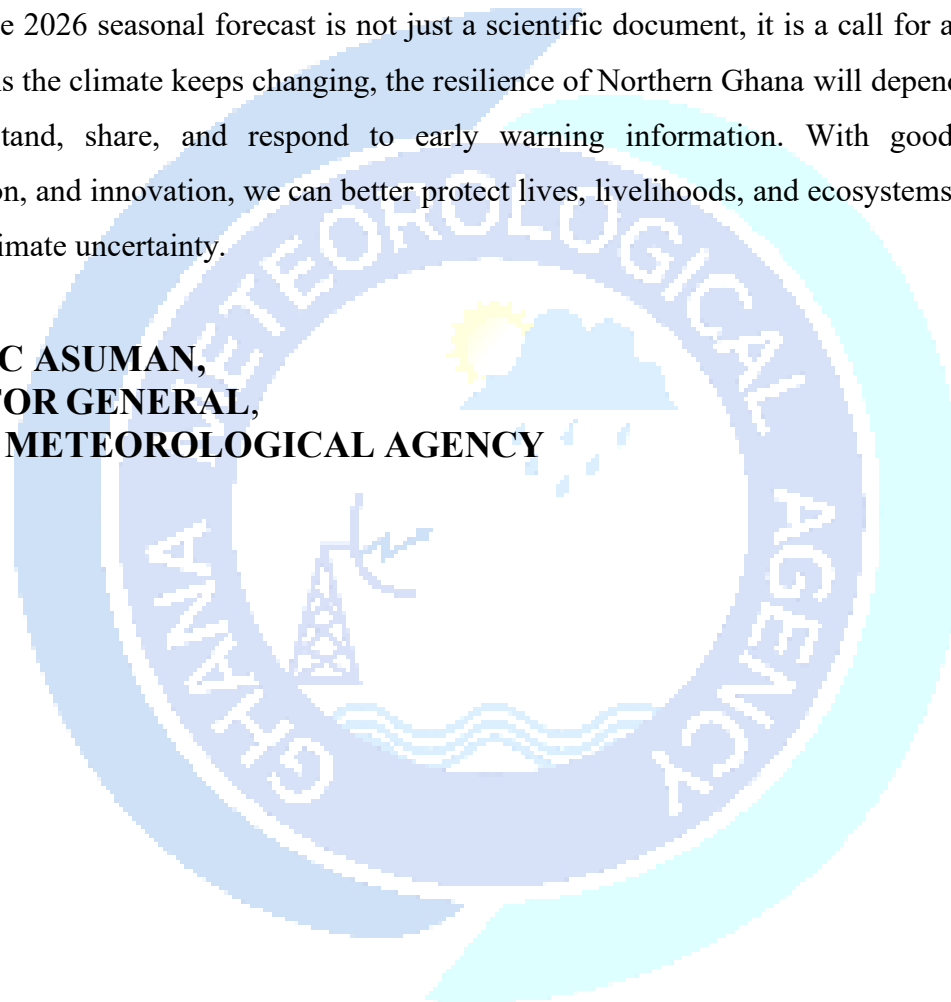 e 2026 seasonal forecast is not just a scientific document, it is a call for a
s the climate keeps changing, the resilience of Northern Ghana will depen
tand, share, and respond to early warning information. With good
on, and innovation, we can better protect lives, livelihoods, and ecosystems
imate uncertainty.
C ASUMAN,
TOR GENERAL,
METEOROLOGICAL AGENCY
GHANA METEOROLOGICAL AGENCY